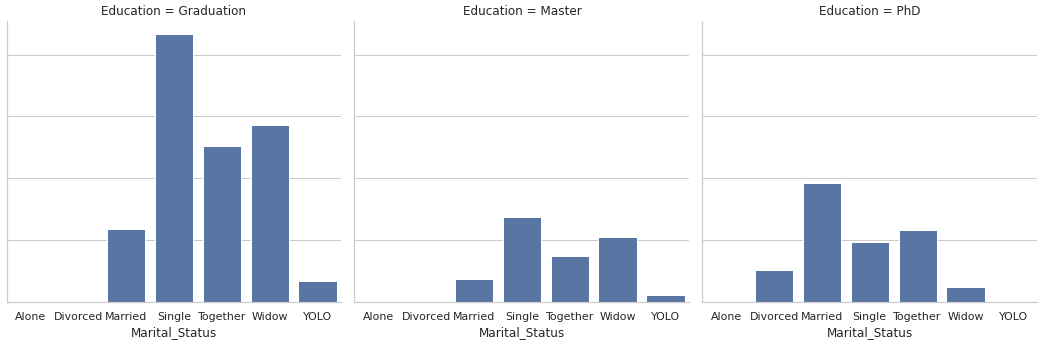 Education = Graduation
Education = Master
Education = PhD
Alone Divorced Married Single Together Widow YOLO
Alone Divorced Married Single Together Widow YOLO
Alone Divorced Married Single Together Widow YOLO
Marital_Status
Marital_Status
Marital_Status